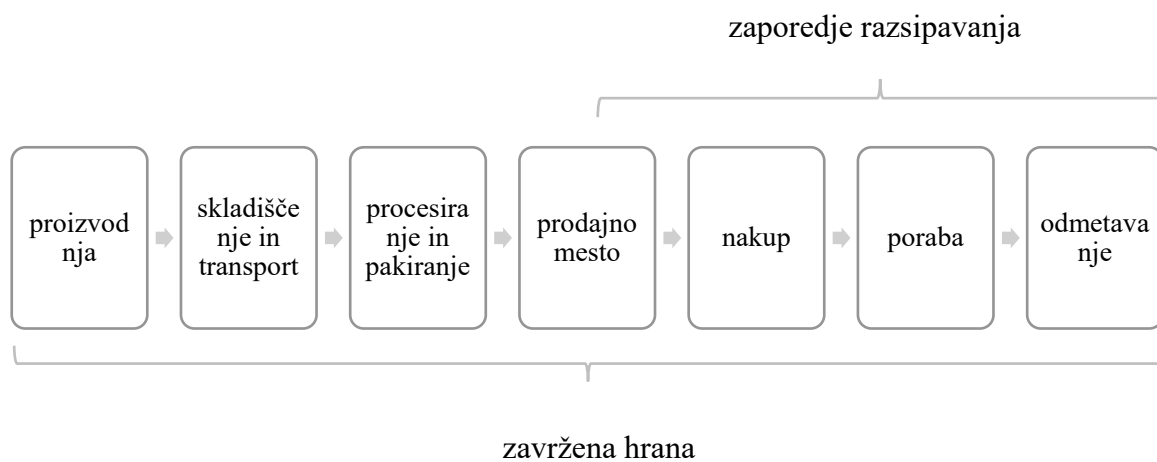 zaporedje razsipavanja
proizvod
nja
skladišče
nje in
transport
procesira
nje in
pakiranje
prodajno
mesto
nakup
poraba
odmetava
nje
zavržena hrana